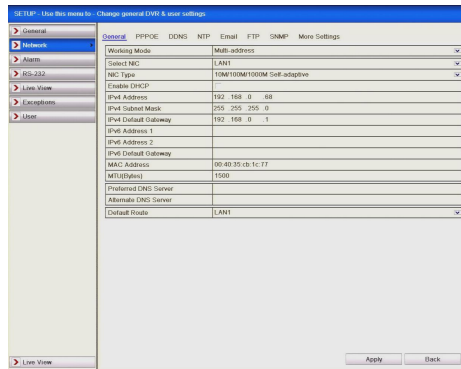 SETUP - Use this menu to - Change general DVR & user settings
General
Network
Alarm
RS-232
Live View
Exceptions
User
General PPPOE DDNS NTP Email FTP SNMP More Settings
Working Mode Multi-address
Select NIC LAN1
NIC Type 10M/100M/1000M Self-adaptive
Enable DHCP
IPv4 Address 192 .168 .0 .68
IPv4 Subnet Mask 255 .255 .255 .0
IPv4 Default Gateway 192 .168 .0 .1
IPv6 Address 1
IPv6 Address 2
IPv6 Default Gateway
MAC Address 00:40:35:cb:1c:77
MTU(Bytes) 1500
Preferred DNS Server
Alternate DNS Server
Default Route LAN1
Live View
Apply Back